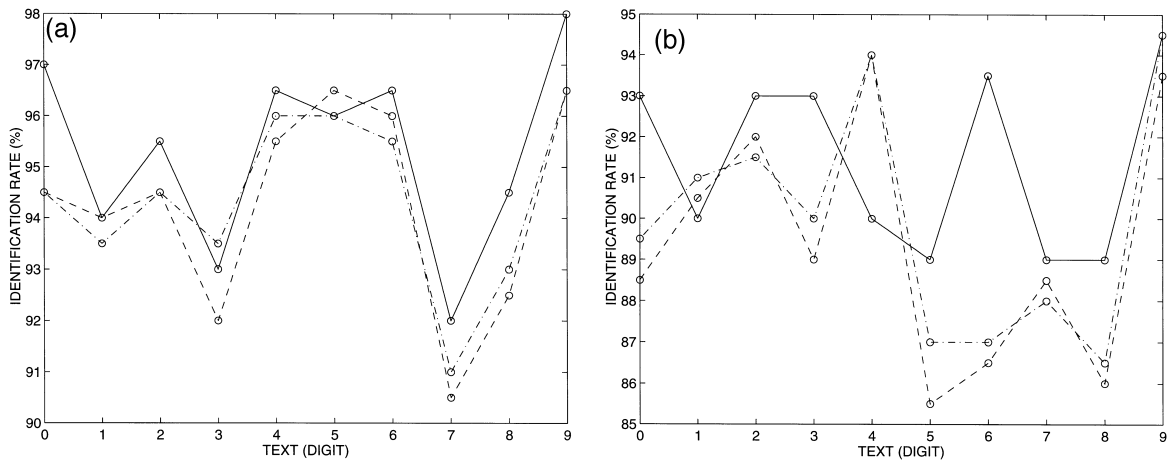 (a)
98
97
96
95
94
93
92
91
90
IDENTIFICATION RATE (%)
0 1 2 3 4 5 6 7 8 9
TEXT (DIGIT)
(b)
95
94
93
92
91
90
89
88
87
86
85
IDENTIFICATION RATE (%)
0 1 2 3 4 5 6 7 8 9
TEXT (DIGIT)